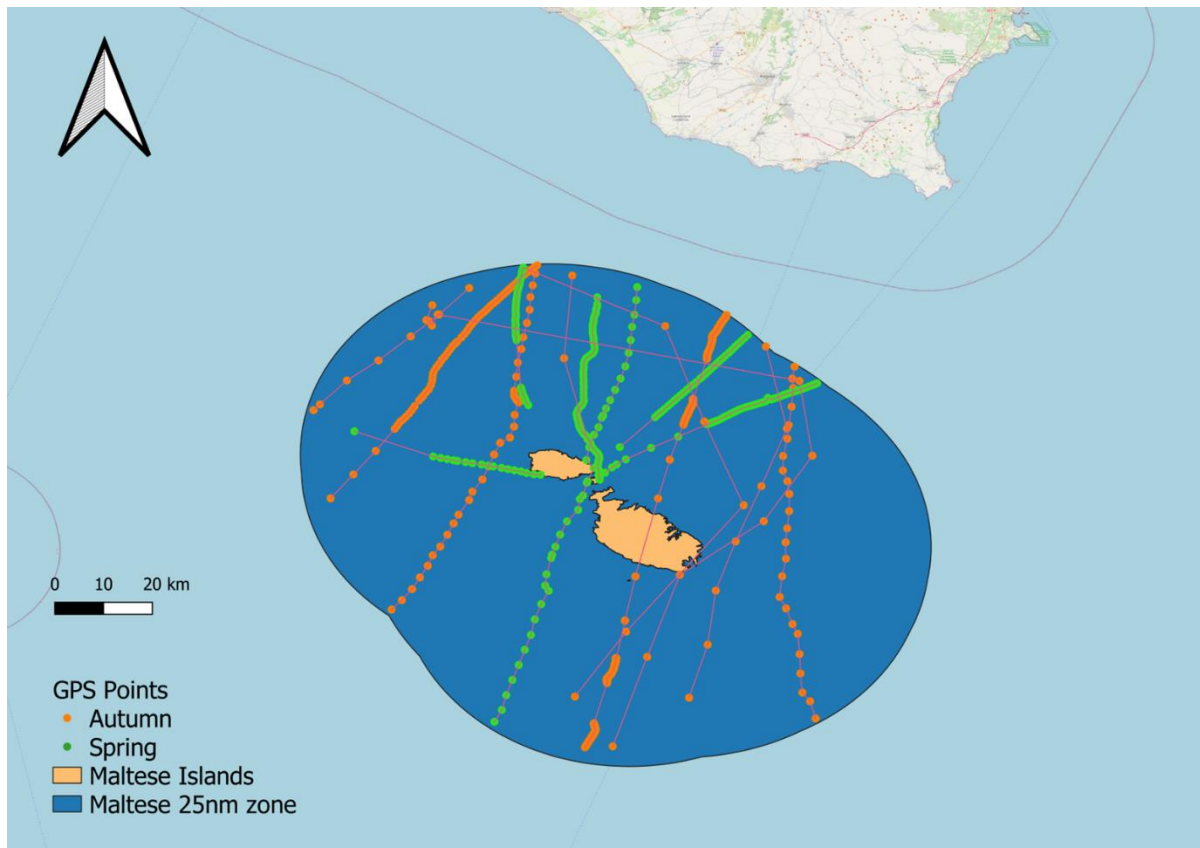 0 10 20 km
GPS Points
Autumn
Spring
Maltese Islands
Maltese 25nm zone